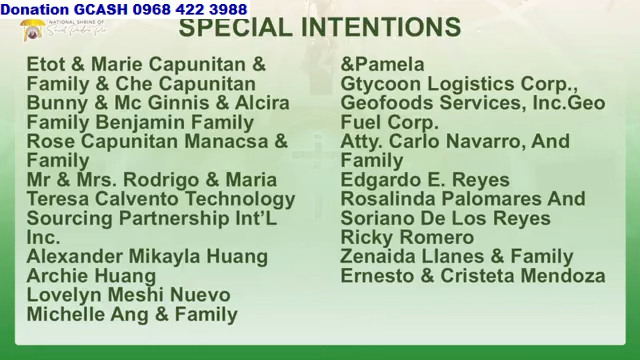 Donation GCASH 0968 422 3988
NATIONAL SHRINE OF
SPECIAL INTENTIONS
Etot & Marie Capunitan &
Family & Che Capunitan
Bunny & Mc Ginnis & Alcira
Family Benjamin Family
Rose Capunitan Manacsa &
Family
Mr & Mrs. Rodrigo & Maria
Teresa Calvento Technology
Sourcing Partnership Int’L
Inc.
Alexander Mikayla Huang
Archie Huang
Lovelyn Meshi Nuevo
Michelle Ang & Family
&Pamela
Gtycoon Logistics Corp.,
Geofoods Services, Inc.Geo
Fuel Corp.
Atty. Carlo Navarro, And
Family
Edgardo E. Reyes
Rosalinda Palomares And
Soriano De Los Reyes
Ricky Romero
Zenaida Llanes & Family
Ernesto & Cristeta Mendoza